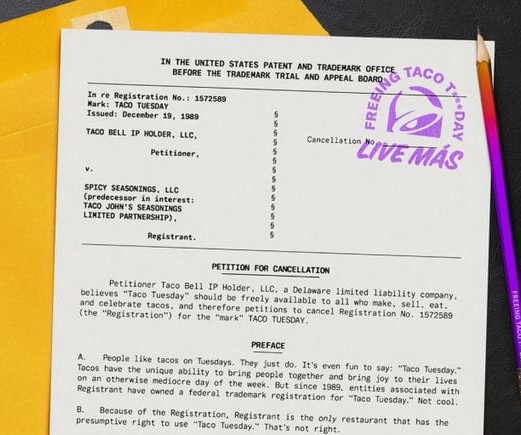 IN THE UNITED STATES PATENT AND TRADEMARK OFFICE
BEFORE THE TRADEMARK TRIAL AND APPEAL BOARD
FREEING TACO T**DAY
LIVE MÁS
In re Registration No.: 1572589
Mark: TACO TUESDAY
Issued: December 19, 1989
TACO BELL IP HOLDER, LLC,
Petitioner,
v.
SPICY SEASONINGS, LLC
(predecessor in interest:
TACO JOHN'S SEASONINGS
LIMITED PARTNERSHIP),
Registrant.
§
§
§
§
§
§
§
§
§
§
§
§
§
Cancellation No.
PETITION FOR CANCELLATION
Petitioner Taco Bell IP Holder, LLC, a Delaware limited liability company,
believes "Taco Tuesday" should be freely available to all who make, sell, eat,
and celebrate tacos, and therefore petitions to cancel Registration No. 1572589
(the "Registration") for the "mark" TACO TUESDAY.
PREFACE
A. People like tacos on Tuesdays. They just do. It's even fun to say: "Taco Tuesday."
Tacos have the unique ability to bring people together and bring joy to their lives
on an otherwise mediocre day of the week. But since 1989, entities associated with
Registrant have owned a federal trademark registration for "Taco Tuesday." Not cool.
B. Because of the Registration, Registrant is the only restaurant that has the
presumptive right to use "Taco Tuesday." That's not right.
FREEING TACO